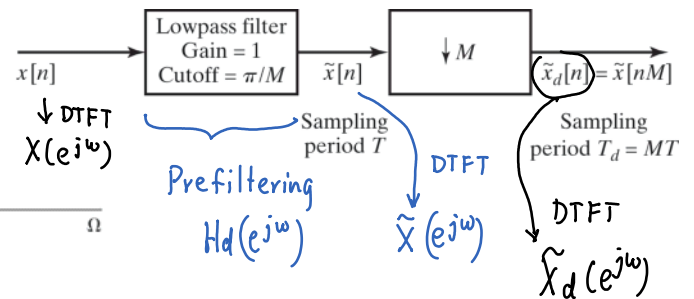 Lowpass filter
Gain = 1
Cutoff = π/M
x[n]
x̃[n]
↓M
x̃_d[n] = x̃[nM]
↓ DTFT
X(e^{jω})
Sampling
period T
Sampling
period T_d = MT
Prefiltering
H_d(e^{jω})
DTFT
X̃(e^{jω})
DTFT
X̃_d(e^{jω})
Ω